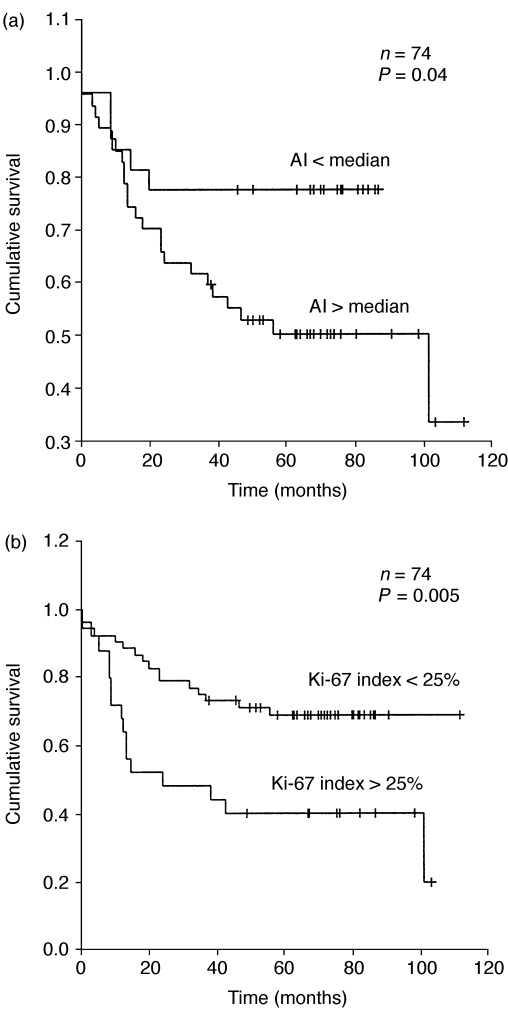 (a)
1.1
1.0
0.9
0.8
0.7
0.6
0.5
0.4
0.3
Cumulative survival
n = 74
P = 0.04
AI < median
AI > median
0 20 40 60 80 100 120
Time (months)
(b)
1.2
1.0
0.8
0.6
0.4
0.2
0.0
Cumulative survival
n = 74
P = 0.005
Ki-67 index < 25%
Ki-67 index > 25%
0 20 40 60 80 100 120
Time (months)